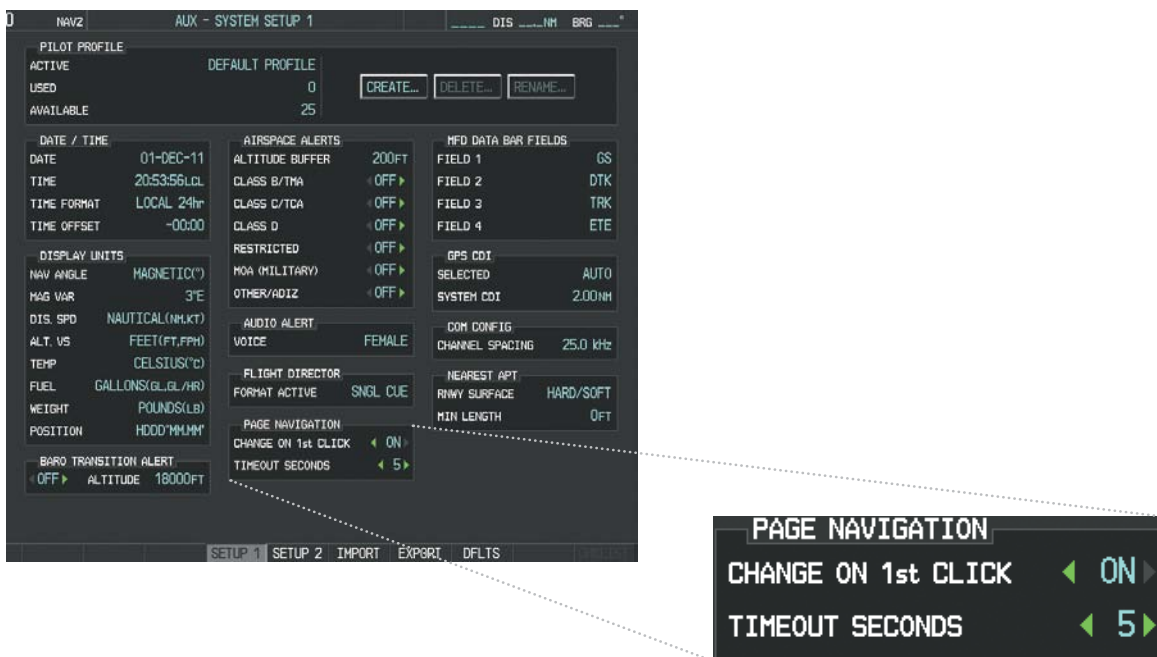 NAV2 AUX - SYSTEM SETUP 1 ____ DIS __._NM BRG ___°
PILOT PROFILE
ACTIVE DEFAULT PROFILE
USED 0
AVAILABLE 25
CREATE... DELETE... RENAME...
DATE / TIME
DATE 01-DEC-11
TIME 20:53:56LCL
TIME FORMAT LOCAL 24hr
TIME OFFSET -00:00
DISPLAY UNITS
NAV ANGLE MAGNETIC(°)
MAG VAR 3°E
DIS, SPD NAUTICAL(NM,KT)
ALT, VS FEET(FT,FPM)
TEMP CELSIUS(°C)
FUEL GALLONS(GL,GL/HR)
WEIGHT POUNDS(LB)
POSITION HDDD°MM.MM'
BARO TRANSITION ALERT
OFF ALTITUDE 18000FT
AIRSPACE ALERTS
ALTITUDE BUFFER 200FT
CLASS B/TMA OFF
CLASS C/TCA OFF
CLASS D OFF
RESTRICTED OFF
MOA (MILITARY) OFF
OTHER/ADIZ OFF
AUDIO ALERT
VOICE FEMALE
FLIGHT DIRECTOR
FORMAT ACTIVE SNGL CUE
PAGE NAVIGATION
CHANGE ON 1st CLICK ON
TIMEOUT SECONDS 5
MFD DATA BAR FIELDS
FIELD 1 GS
FIELD 2 DTK
FIELD 3 TRK
FIELD 4 ETE
GPS CDI
SELECTED AUTO
SYSTEM CDI 2.00NM
COM CONFIG
CHANNEL SPACING 25.0 kHz
NEAREST APT
RNWY SURFACE HARD/SOFT
MIN LENGTH 0FT
SETUP 1 SETUP 2 IMPORT EXPORT DFLTS CHKLIST
PAGE NAVIGATION
CHANGE ON 1st CLICK ON
TIMEOUT SECONDS 5